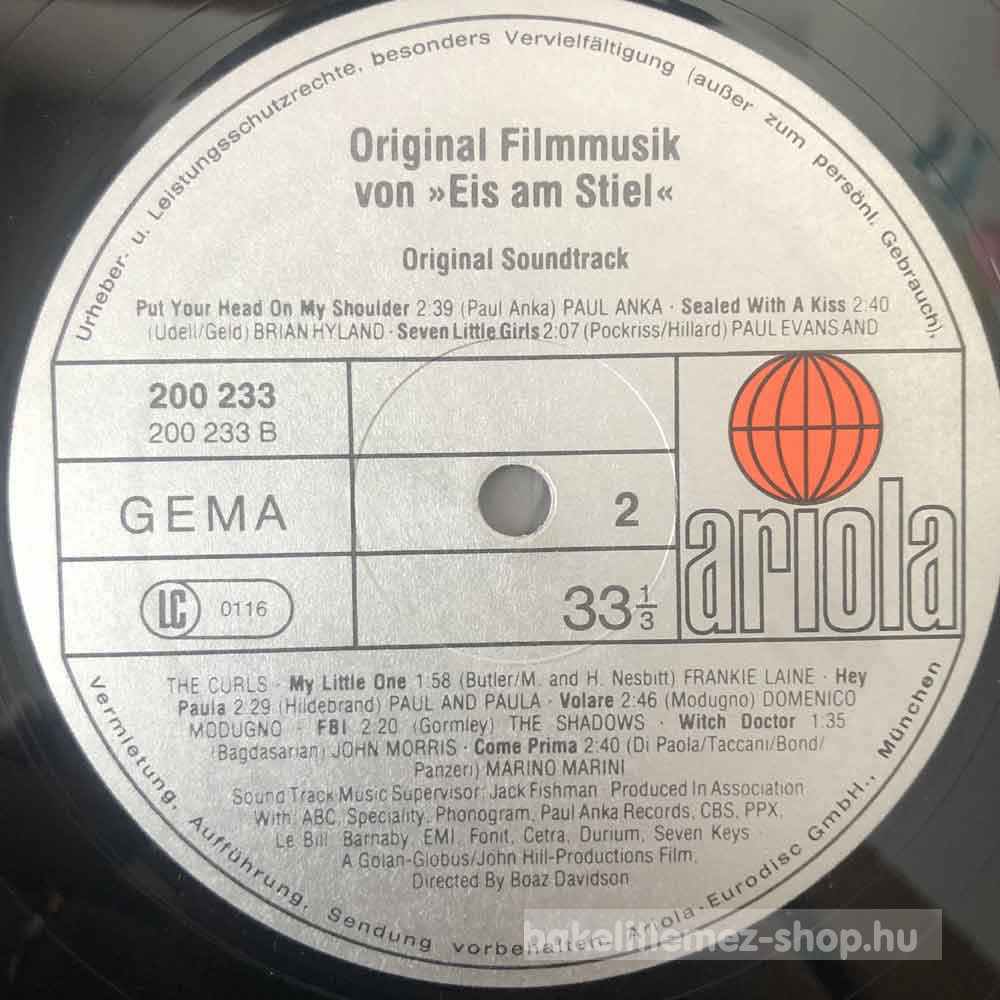 Urheber- u. Leistungsschutzrechte, besonders Vervielfältigung (außer zum persönl. Gebrauch),
Original Filmmusik
von »Eis am Stiel«
Original Soundtrack
Put Your Head On My Shoulder 2:39 (Paul Anka) PAUL ANKA · Sealed With A Kiss 2:40
(Udell/Geld) BRIAN HYLAND · Seven Little Girls 2:07 (Pockriss/Hillard) PAUL EVANS AND
200 233
200 233 B
GEMA
2
LC 0116
33 1/3
ariola
THE CURLS · My Little One 1:58 (Butler/M. and H. Nesbitt) FRANKIE LAINE · Hey
Paula 2:29 (Hildebrand) PAUL AND PAULA · Volare 2:46 (Modugno) DOMENICO
MODUGNO · FBI 2:20 (Gormley) THE SHADOWS · Witch Doctor 1:35
(Bagdasarian) JOHN MORRIS · Come Prima 2:40 (Di Paola/Taccani/Bond/
Panzeri) MARINO MARINI
Sound Track Music Supervisor: Jack Fishman Produced In Association
With: ABC, Speciality, Phonogram, Paul Anka Records, CBS, PPX,
Le Bill Barnaby, EMI, Fonit, Cetra, Durium, Seven Keys
A Golan-Globus/John Hill-Productions Film,
Directed By Boaz Davidson
Vermietung, Aufführung, Sendung vorbehalten. Ariola-Eurodisc GmbH., München
bakelitlemez-shop.hu